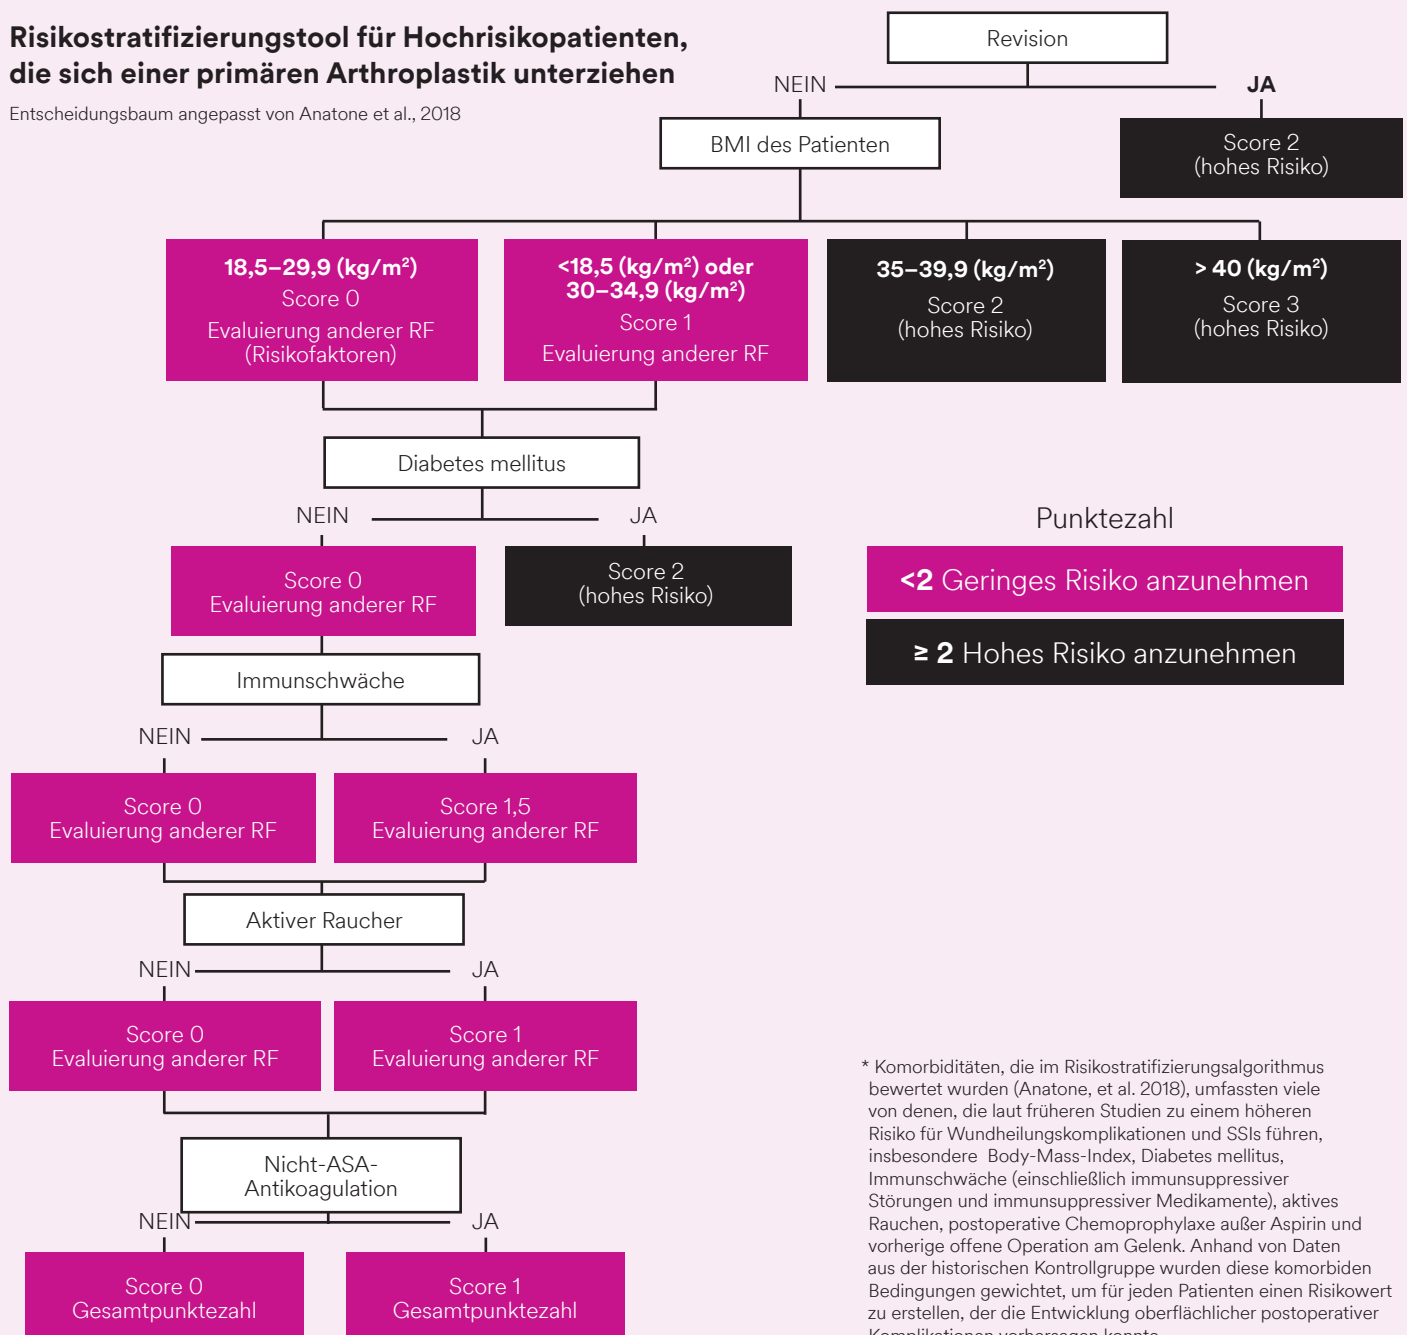 Risikostratifizierungstool für Hochrisikopatienten,
die sich einer primären Arthroplastik unterziehen
Entscheidungsbaum angepasst von Anatone et al., 2018
Revision
NEIN
JA
BMI des Patienten
Score 2
(hohes Risiko)
18,5–29,9 (kg/m²)
Score 0
Evaluierung anderer RF
(Risikofaktoren)
<18,5 (kg/m²) oder
30–34,9 (kg/m²)
Score 1
Evaluierung anderer RF
35–39,9 (kg/m²)
Score 2
(hohes Risiko)
> 40 (kg/m²)
Score 3
(hohes Risiko)
Diabetes mellitus
NEIN
JA
Score 0
Evaluierung anderer RF
Score 2
(hohes Risiko)
Punktezahl
<2 Geringes Risiko anzunehmen
≥ 2 Hohes Risiko anzunehmen
Immunschwäche
NEIN
JA
Score 0
Evaluierung anderer RF
Score 1,5
Evaluierung anderer RF
Aktiver Raucher
NEIN
JA
Score 0
Evaluierung anderer RF
Score 1
Evaluierung anderer RF
Nicht-ASA-
Antikoagulation
NEIN
JA
Score 0
Gesamtpunktezahl
Score 1
Gesamtpunktezahl
* Komorbiditäten, die im Risikostratifizierungsalgorithmus
bewertet wurden (Anatone, et al. 2018), umfassten viele
von denen, die laut früheren Studien zu einem höheren
Risiko für Wundheilungskomplikationen und SSIs führen,
insbesondere Body-Mass-Index, Diabetes mellitus,
Immunschwäche (einschließlich immunsuppressiver
Störungen und immunsuppressiver Medikamente), aktives
Rauchen, postoperative Chemoprophylaxe außer Aspirin und
vorherige offene Operation am Gelenk. Anhand von Daten
aus der historischen Kontrollgruppe wurden diese komorbiden
Bedingungen gewichtet, um für jeden Patienten einen Risikowert
zu erstellen, der die Entwicklung oberflächlicher postoperativer
Komplikationen vorhersagen konnte